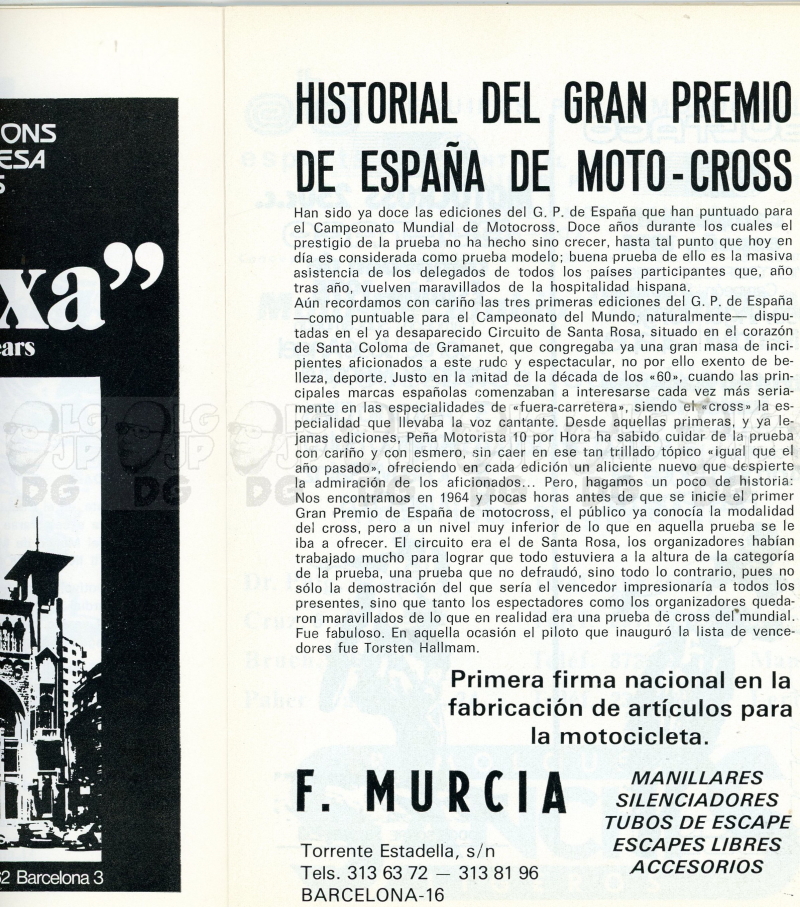 ONS
ESA
S
xa”
ears
62 Barcelona 3
HISTORIAL DEL GRAN PREMIO
DE ESPAÑA DE MOTO-CROSS
Han sido ya doce las ediciones del G. P. de España que han puntuado para
el Campeonato Mundial de Motocross. Doce años durante los cuales el
prestigio de la prueba no ha hecho sino crecer, hasta tal punto que hoy en
día es considerada como prueba modelo; buena prueba de ello es la masiva
asistencia de los delegados de todos los países participantes que, año
tras año, vuelven maravillados de la hospitalidad hispana.
Aún recordamos con cariño las tres primeras ediciones del G. P. de España
—como puntuable para el Campeonato del Mundo, naturalmente— dispu-
tadas en el ya desaparecido Circuito de Santa Rosa, situado en el corazón
de Santa Coloma de Gramanet, que congregaba ya una gran masa de inci-
pientes aficionados a este rudo y espectacular, no por ello exento de be-
lleza, deporte. Justo en la mitad de la década de los «60», cuando las prin-
cipales marcas españolas comenzaban a interesarse cada vez más seria-
mente en las especialidades de «fuera-carretera», siendo el «cross» la es-
pecialidad que llevaba la voz cantante. Desde aquellas primeras, y ya le-
janas ediciones, Peña Motorista 10 por Hora ha sabido cuidar de la prueba
con cariño y con esmero, sin caer en ese tan trillado tópico «igual que el
año pasado», ofreciendo en cada edición un aliciente nuevo que despierte
la admiración de los aficionados... Pero, hagamos un poco de historia:
Nos encontramos en 1964 y pocas horas antes de que se inicie el primer
Gran Premio de España de motocross, el público ya conocía la modalidad
del cross, pero a un nivel muy inferior de lo que en aquella prueba se le
iba a ofrecer. El circuito era el de Santa Rosa, los organizadores habían
trabajado mucho para lograr que todo estuviera a la altura de la categoría
de la prueba, una prueba que no defraudó, sino todo lo contrario, pues no
sólo la demostración del que sería el vencedor impresionaría a todos los
presentes, sino que tanto los espectadores como los organizadores queda-
ron maravillados de lo que en realidad era una prueba de cross del mundial.
Fue fabuloso. En aquella ocasión el piloto que inauguró la lista de vence-
dores fue Torsten Hallmam.
Primera firma nacional en la
fabricación de artículos para
la motocicleta.
F. MURCIA
Torrente Estadella, s/n
Tels. 313 63 72 — 313 81 96
BARCELONA-16
MANILLARES
SILENCIADORES
TUBOS DE ESCAPE
ESCAPES LIBRES
ACCESORIOS
LG
JP
DG
LG
JP
DG
LG
JP
DG